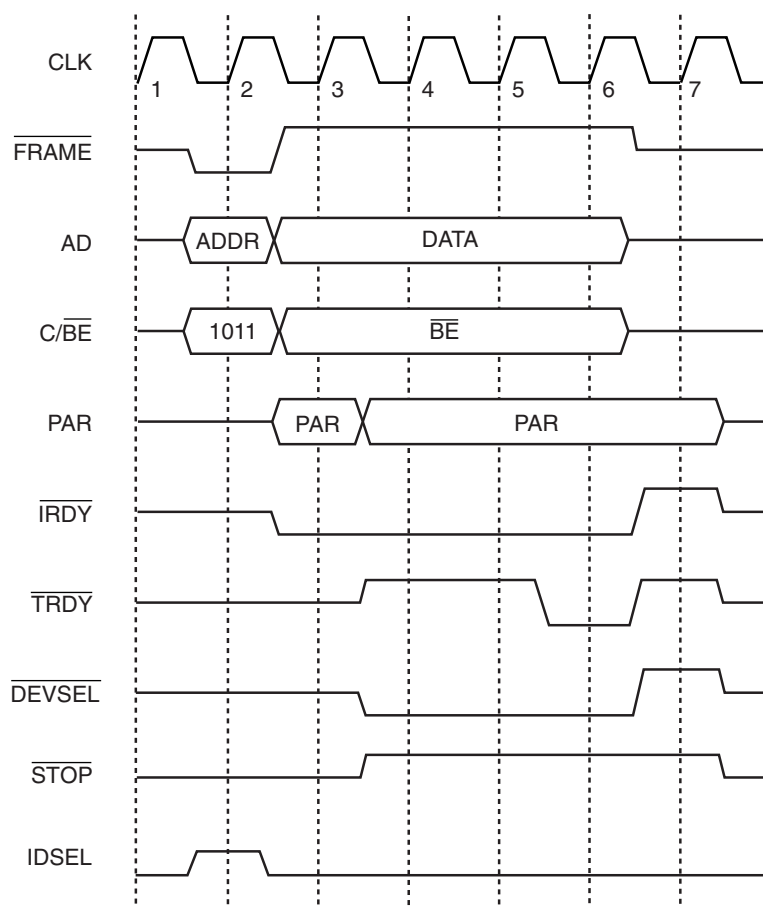 CLK
1 2 3 4 5 6 7
FRAME
AD ADDR DATA
C/BE 1011 BE
PAR PAR PAR
IRDY
TRDY
DEVSEL
STOP
IDSEL